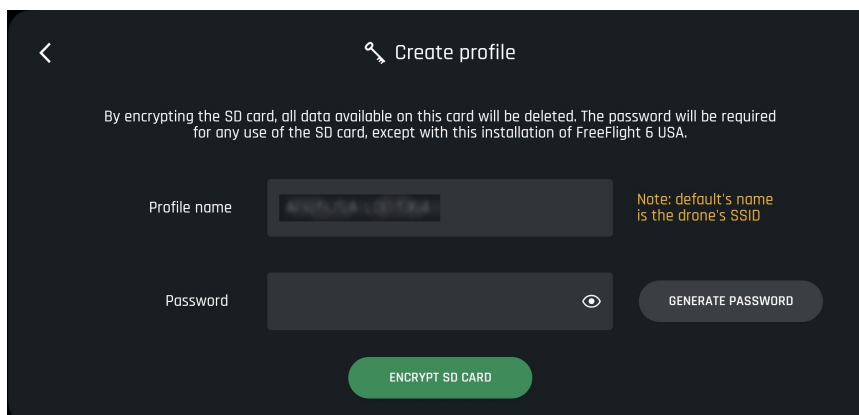 Create profile
By encrypting the SD card, all data available on this card will be deleted. The password will be required
for any use of the SD card, except with this installation of FreeFlight 6 USA.
Profile name
Note: default's name
is the drone's SSID
Password
GENERATE PASSWORD
ENCRYPT SD CARD